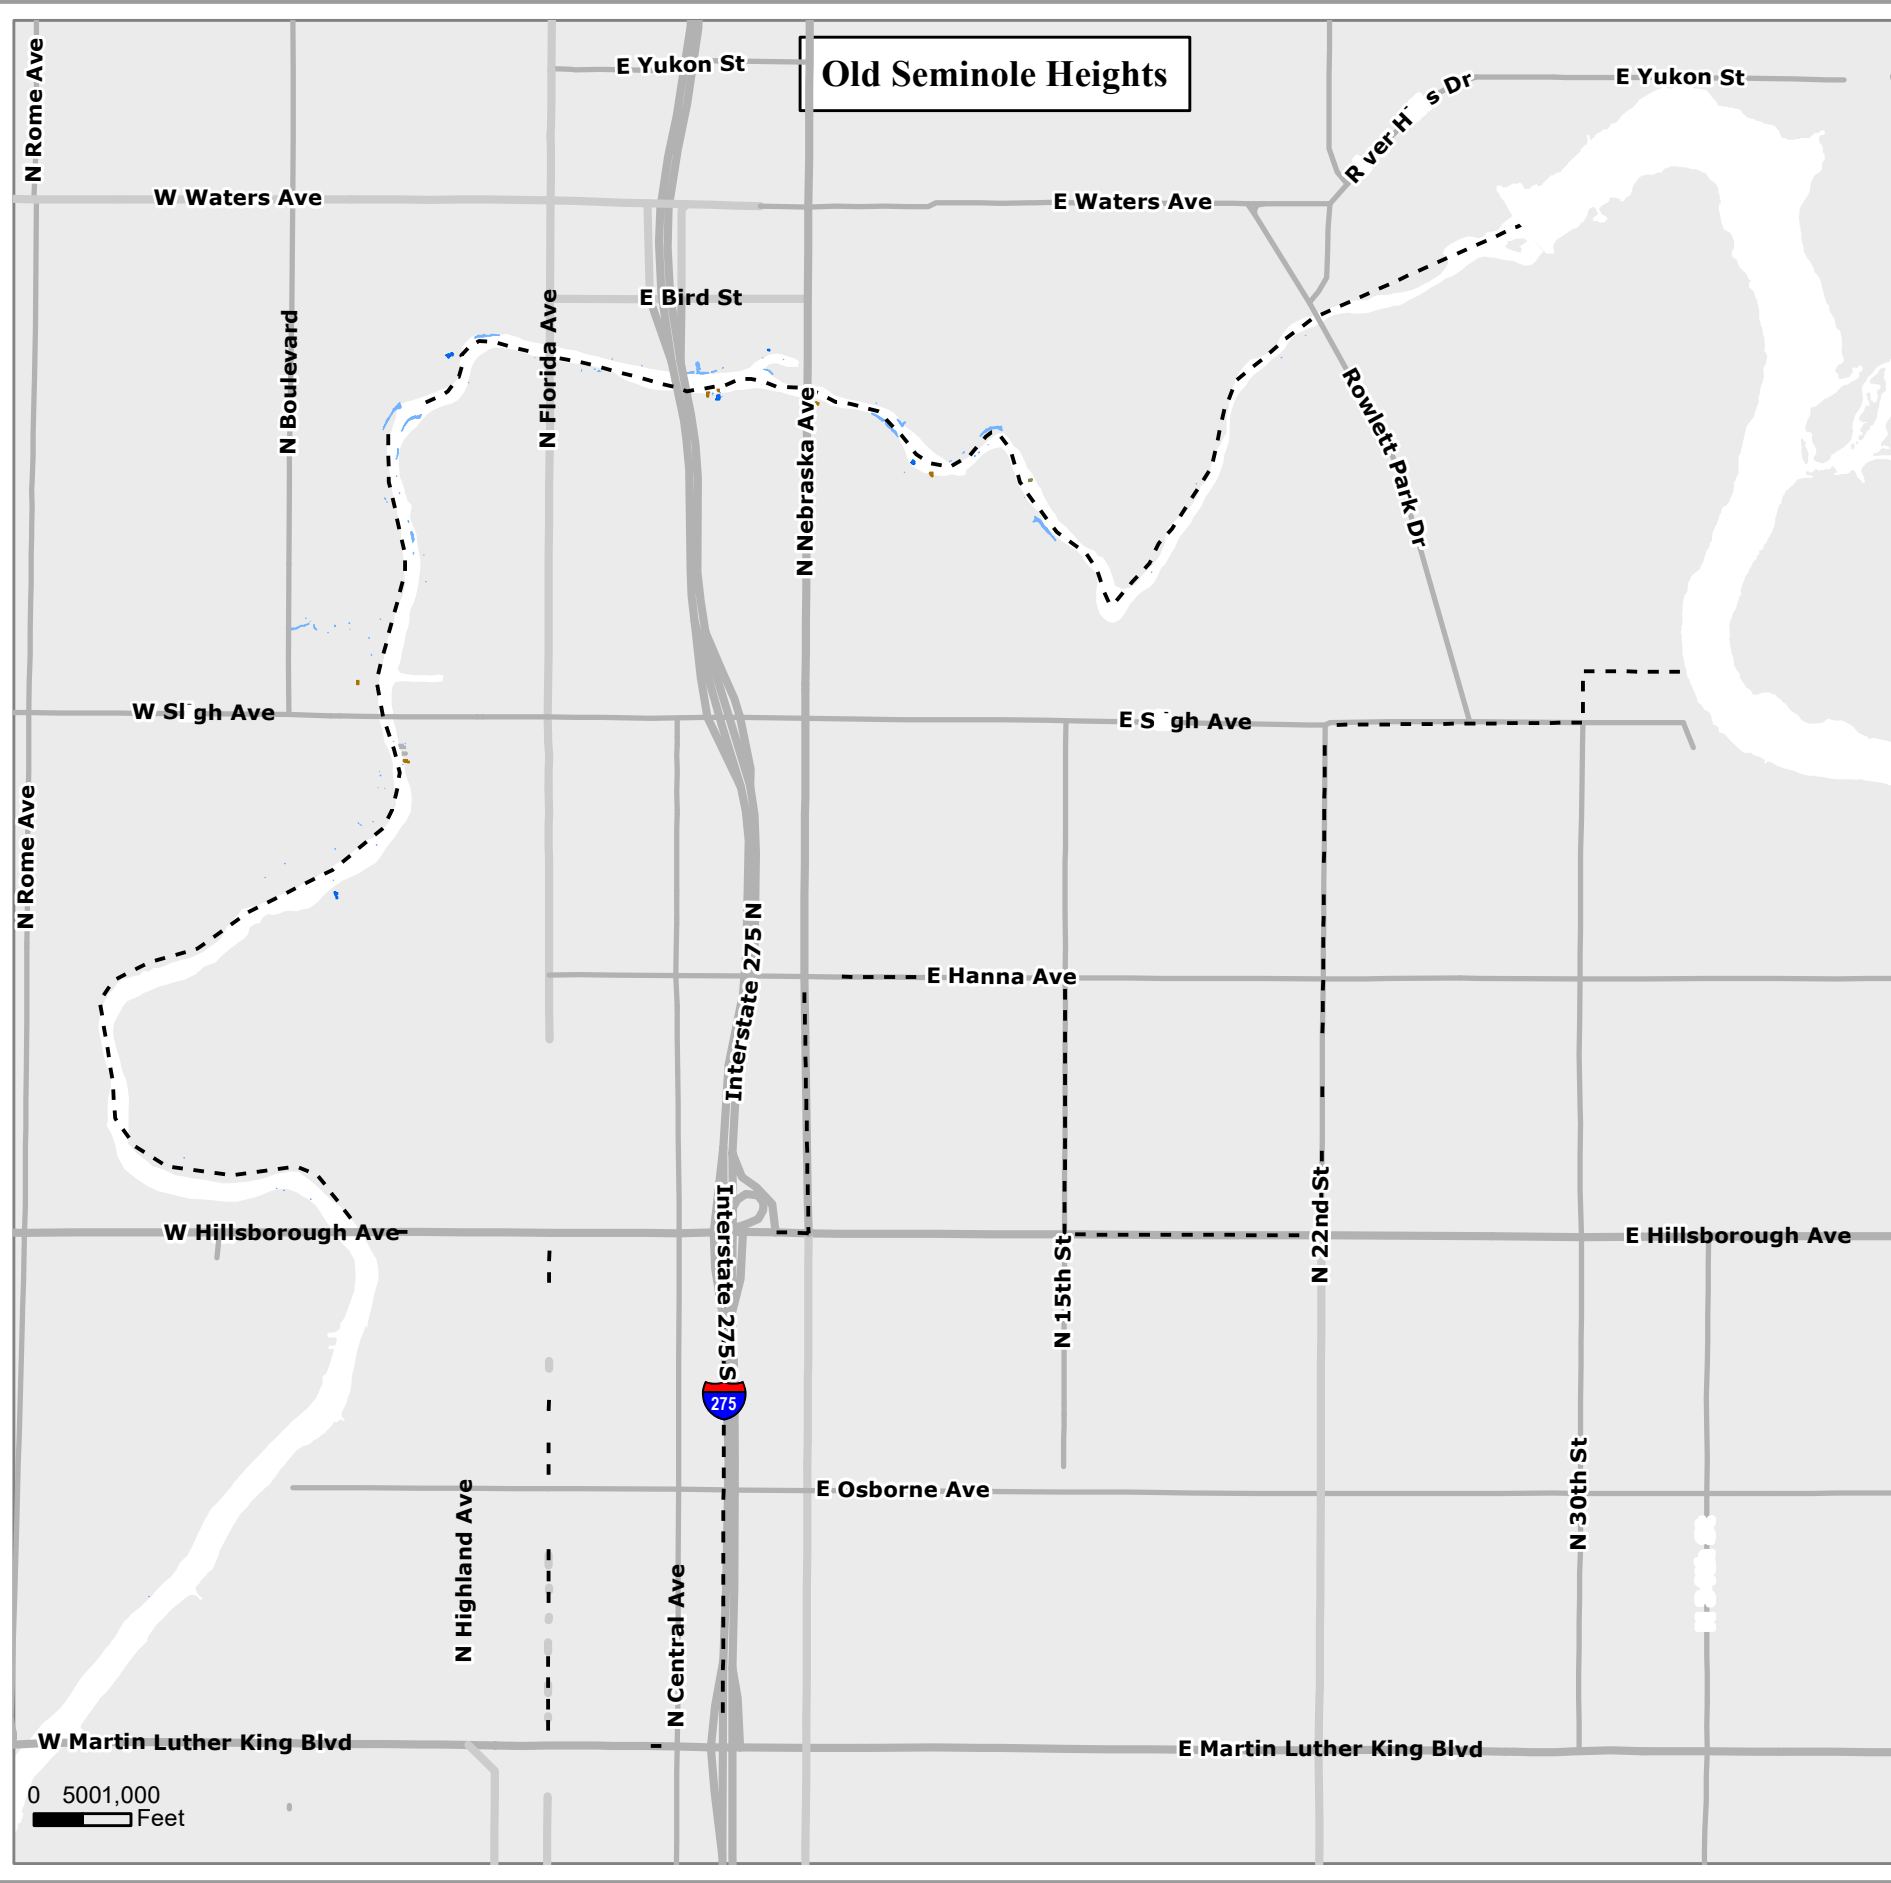 N Rome Ave
E Yukon St
Old Seminole Heights
R ver H s Dr
E Yukon St
W Waters Ave
E Waters Ave
E Bird St
N Boulevard
N Florida Ave
N Nebraska Ave
Rowlett Park Dr
W Sl gh Ave
E S gh Ave
N Rome Ave
Interstate 275 N
E Hanna Ave
W Hillsborough Ave
Interstate 275 S
N 15th St
N 22nd St
E Hillsborough Ave
275
E Osborne Ave
N Highland Ave
N Central Ave
N 30th St
W Martin Luther King Blvd
E Martin Luther King Blvd
0 5001,000
Feet